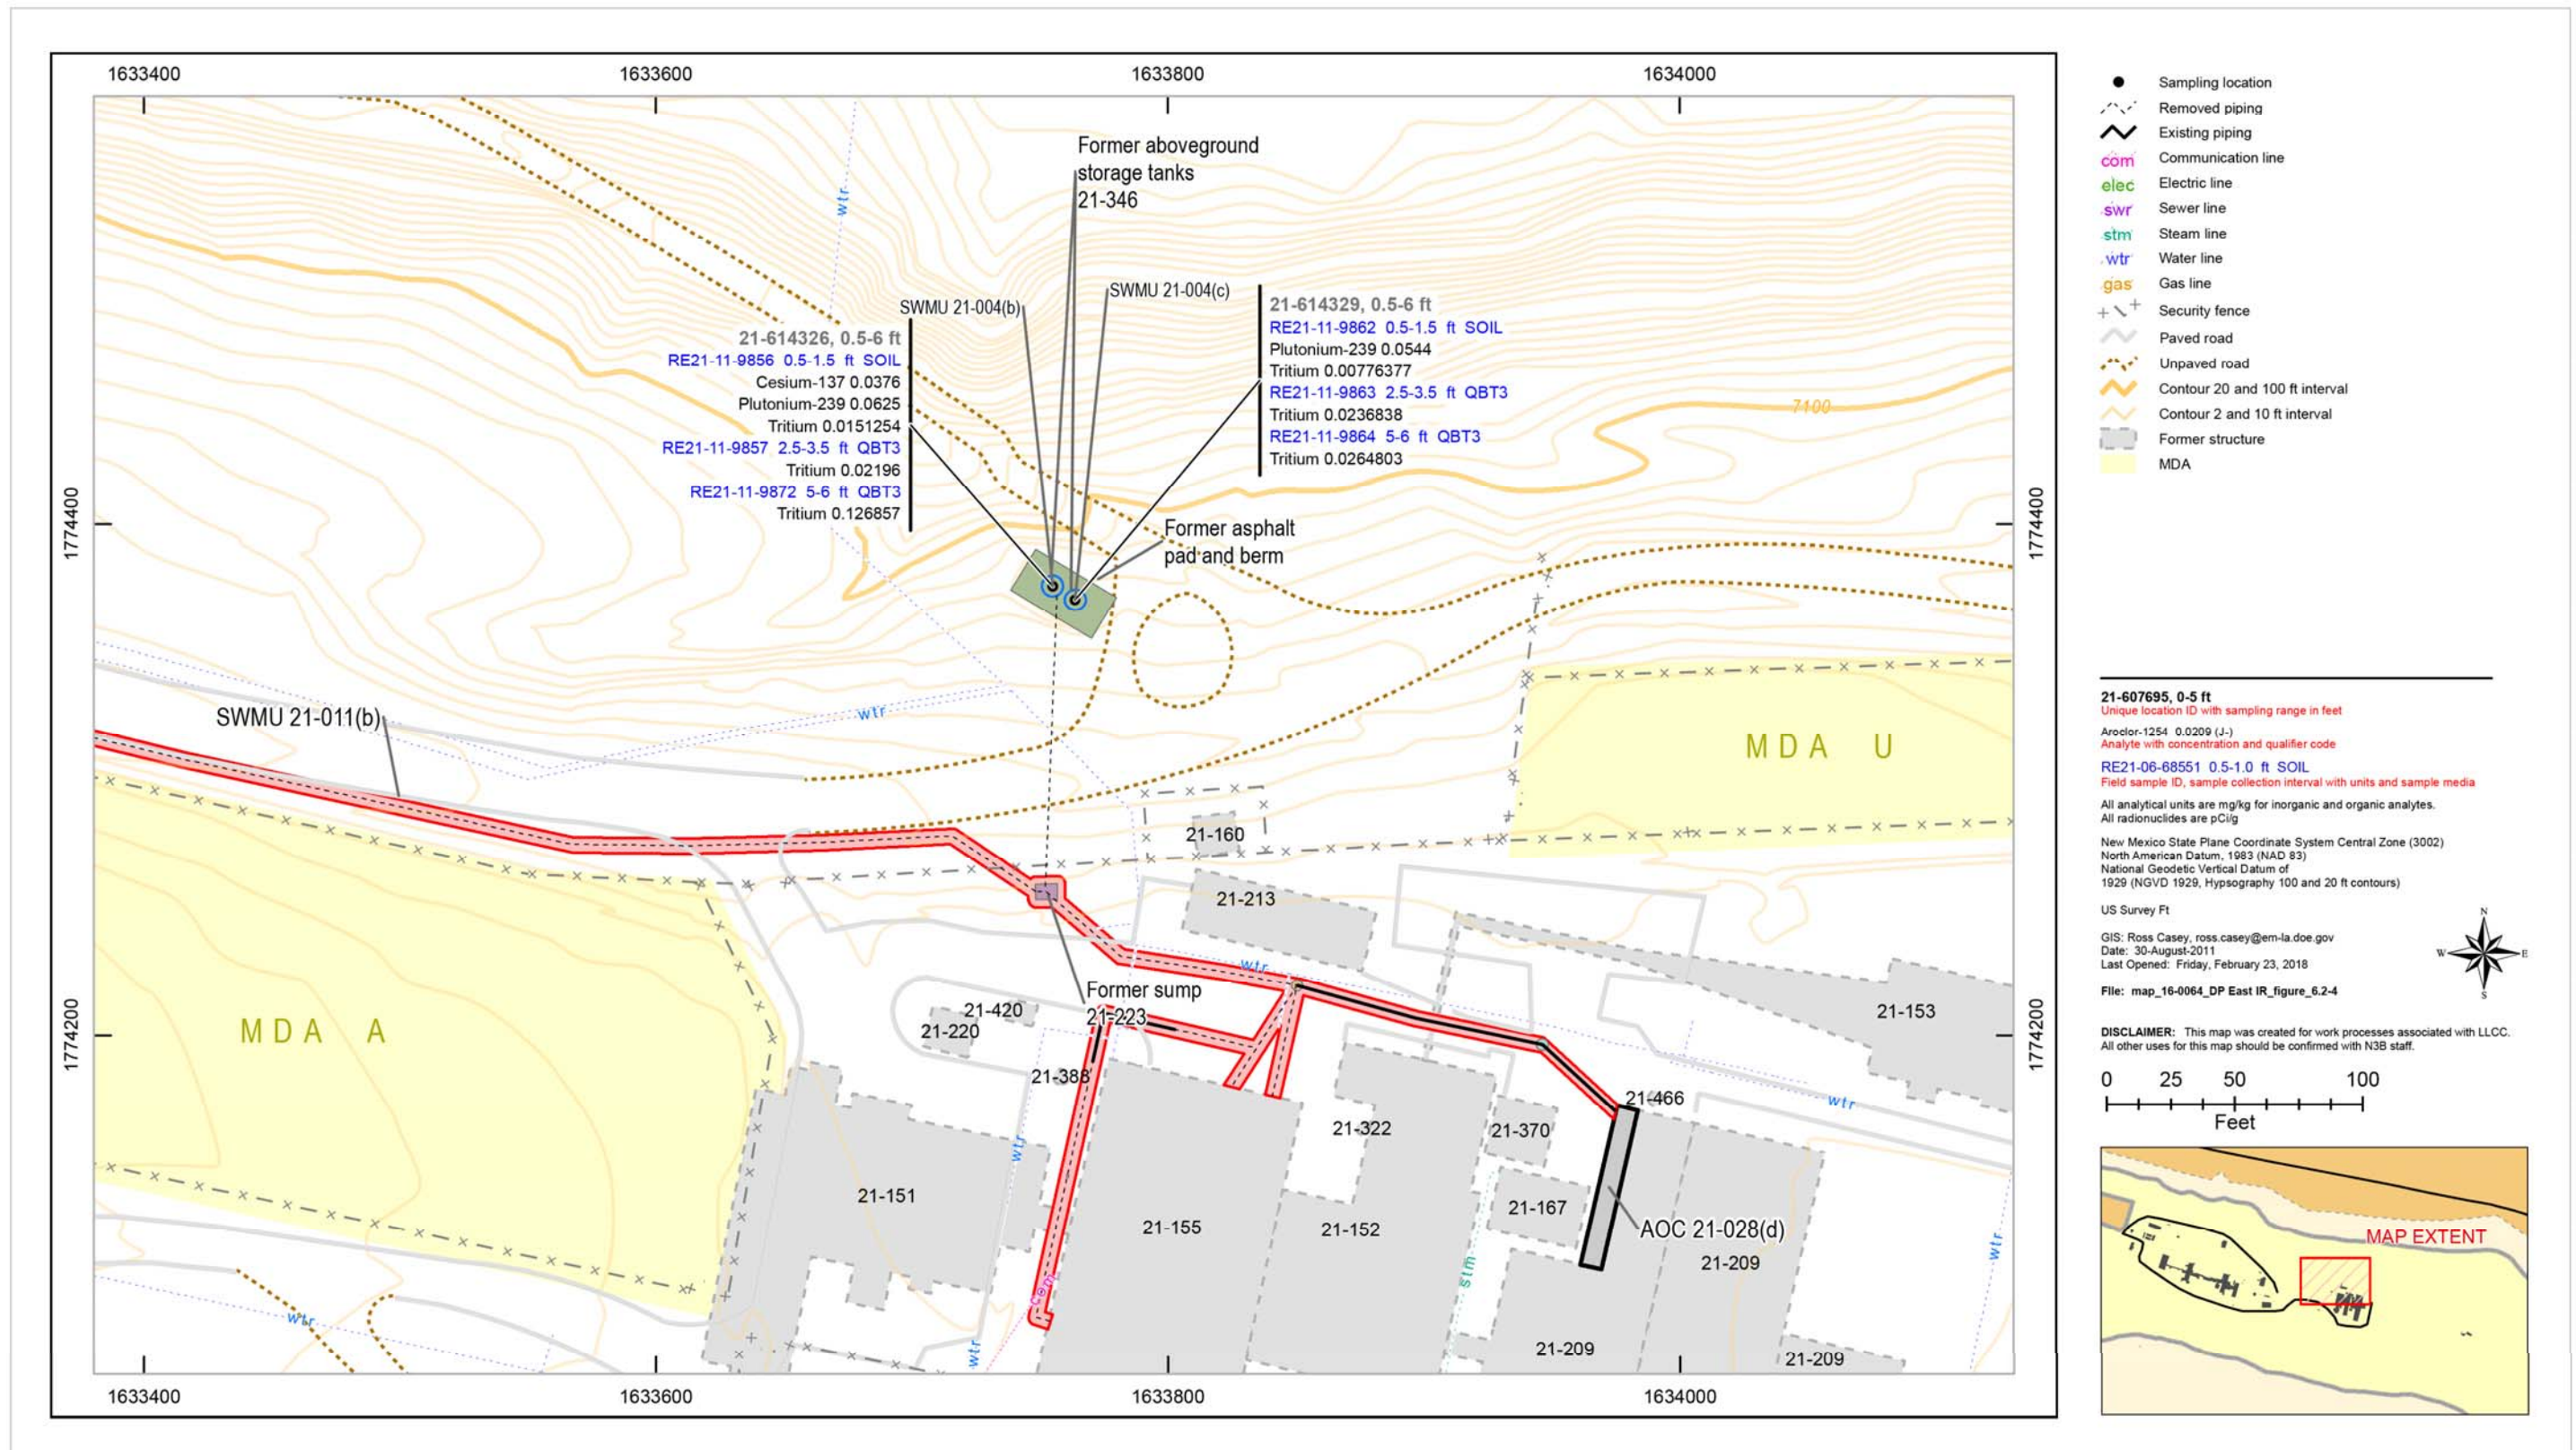 1633400
1633600
1633800
1634000
1774400
1774200
1774400
1774200
1633400
1633600
1633800
1634000
Former aboveground
storage tanks
21-346
SWMU 21-004(b)
SWMU 21-004(c)
21-614326, 0.5-6 ft
RE21-11-9856 0.5-1.5 ft SOIL
Cesium-137 0.0376
Plutonium-239 0.0625
Tritium 0.0151254
RE21-11-9857 2.5-3.5 ft QBT3
Tritium 0.02196
RE21-11-9872 5-6 ft QBT3
Tritium 0.126857
21-614329, 0.5-6 ft
RE21-11-9862 0.5-1.5 ft SOIL
Plutonium-239 0.0544
Tritium 0.00776377
RE21-11-9863 2.5-3.5 ft QBT3
Tritium 0.0236838
RE21-11-9864 5-6 ft QBT3
Tritium 0.0264803
7100
Former asphalt
pad and berm
wtr
wtr
SWMU 21-011(b)
MDA U
21-160
21-213
wtr
Former sump
21-223
21-420
21-220
21-388
MDA A
21-153
21-466
wtr
21-322
21-370
wtr
21-151
21-155
21-152
21-167
AOC 21-028(d)
21-209
wtr
stm
com
wtr
wtr
21-209
21-209
Sampling location
Removed piping
Existing piping
com Communication line
elec Electric line
swr Sewer line
stm Steam line
wtr Water line
gas Gas line
Security fence
Paved road
Unpaved road
Contour 20 and 100 ft interval
Contour 2 and 10 ft interval
Former structure
MDA
21-607695, 0-5 ft
Unique location ID with sampling range in feet
Aroclor-1254 0.0209 (J-)
Analyte with concentration and qualifier code
RE21-06-68551 0.5-1.0 ft SOIL
Field sample ID, sample collection interval with units and sample media
All analytical units are mg/kg for inorganic and organic analytes.
All radionuclides are pCi/g
New Mexico State Plane Coordinate System Central Zone (3002)
North American Datum, 1983 (NAD 83)
National Geodetic Vertical Datum of
1929 (NGVD 1929, Hypsography 100 and 20 ft contours)
US Survey Ft
GIS: Ross Casey, ross.casey@em-la.doe.gov
Date: 30-August-2011
Last Opened: Friday, February 23, 2018
File: map_16-0064_DP East IR_figure_6.2-4
N
W
E
S
DISCLAIMER: This map was created for work processes associated with LLCC.
All other uses for this map should be confirmed with N3B staff.
0 25 50 100
Feet
MAP EXTENT